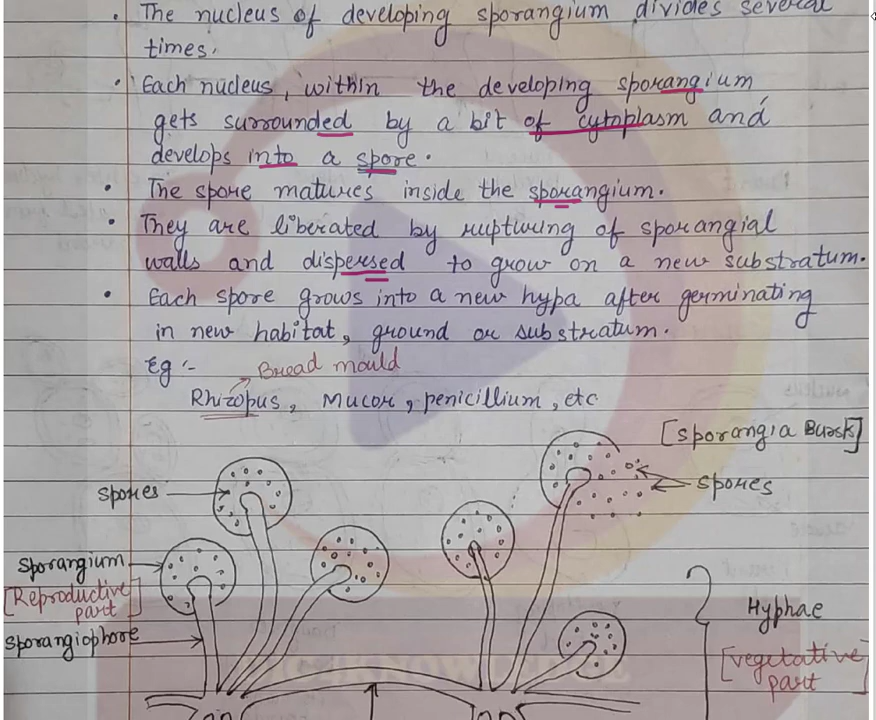 • The nucleus of developing sporangium divides several
times.
• Each nucleus, within the developing sporangium
gets surrounded by a bit of cytoplasm and
develops into a spore.
• The spore matures inside the sporangium.
• They are liberated by rupturing of sporangial
walls and dispersed to grow on a new substratum.
• Each spore grows into a new hypa after germinating
in new habitat, ground or substratum.
Eg :-
Bread mould
Rhizopus, Mucor, penicillium, etc
[sporangia Burst]
spores
spores
sporangium
[Reproductive
part]
sporangiophore
Hyphae
[vegetative
part]